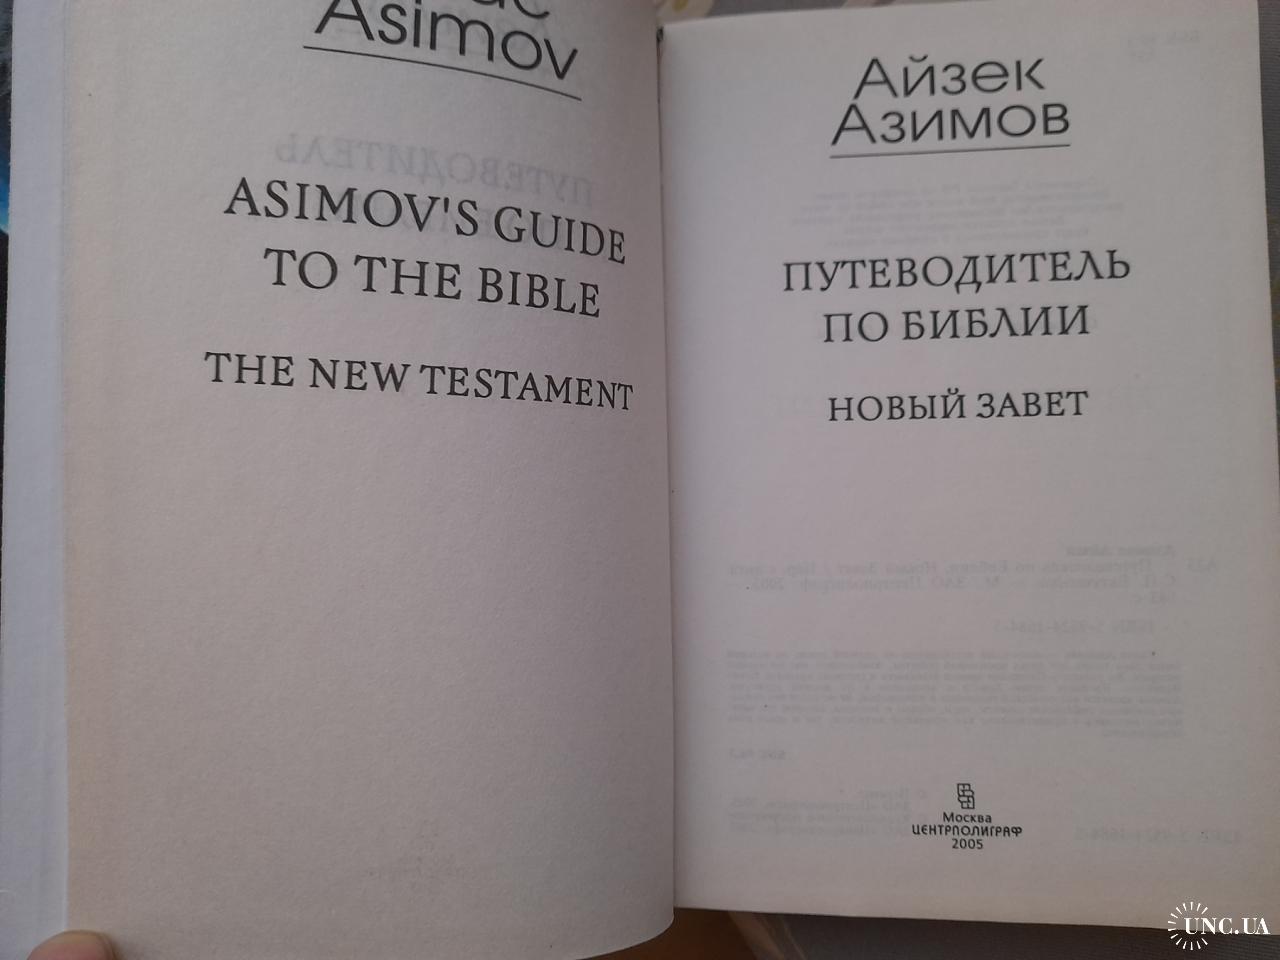 Asimov
ASIMOV'S GUIDE
TO THE BIBLE
THE NEW TESTAMENT
Айзек
Азимов
ПУТЕВОДИТЕЛЬ
ПО БИБЛИИ
НОВЫЙ ЗАВЕТ
Москва
ЦЕНТРПОЛИГРАФ
2005
UNC.UA